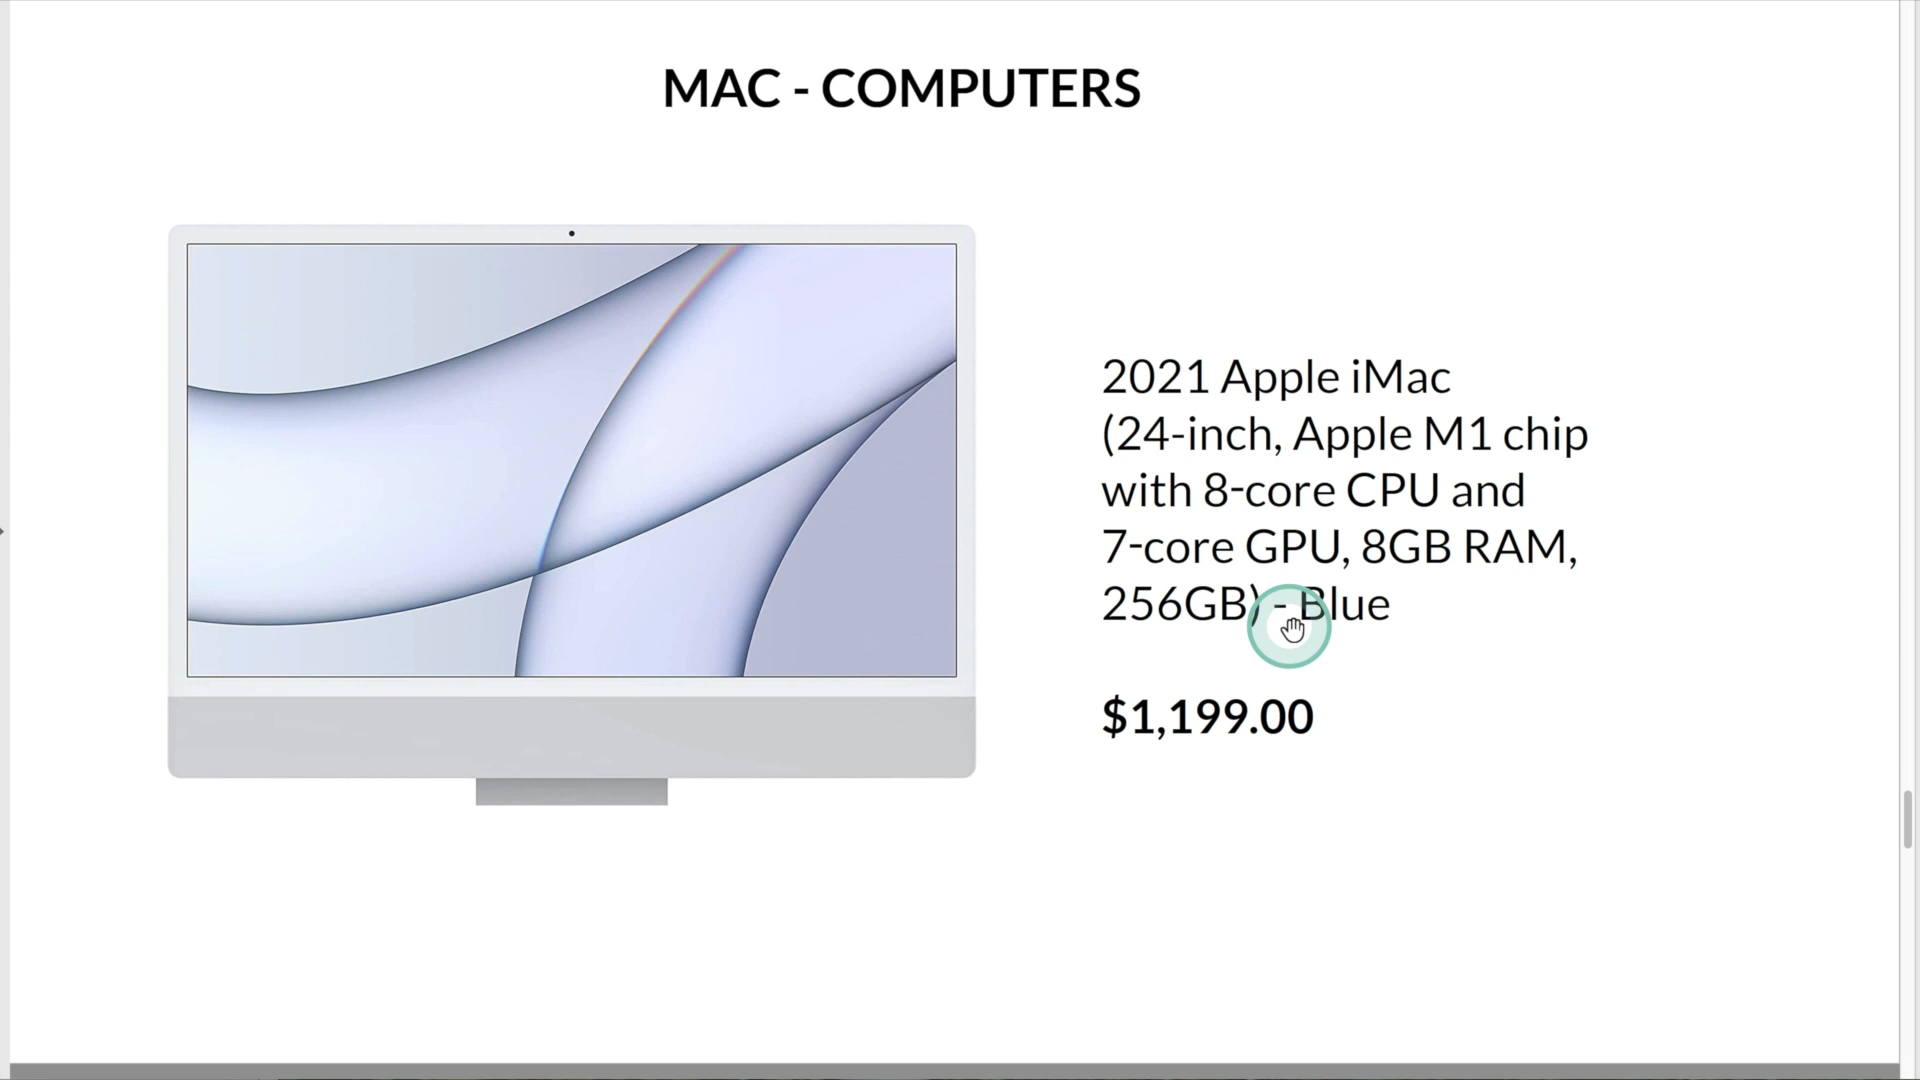 MAC - COMPUTERS
2021 Apple iMac
(24-inch, Apple M1 chip
with 8-core CPU and
7-core GPU, 8GB RAM,
256GB) - Blue
$1,199.00